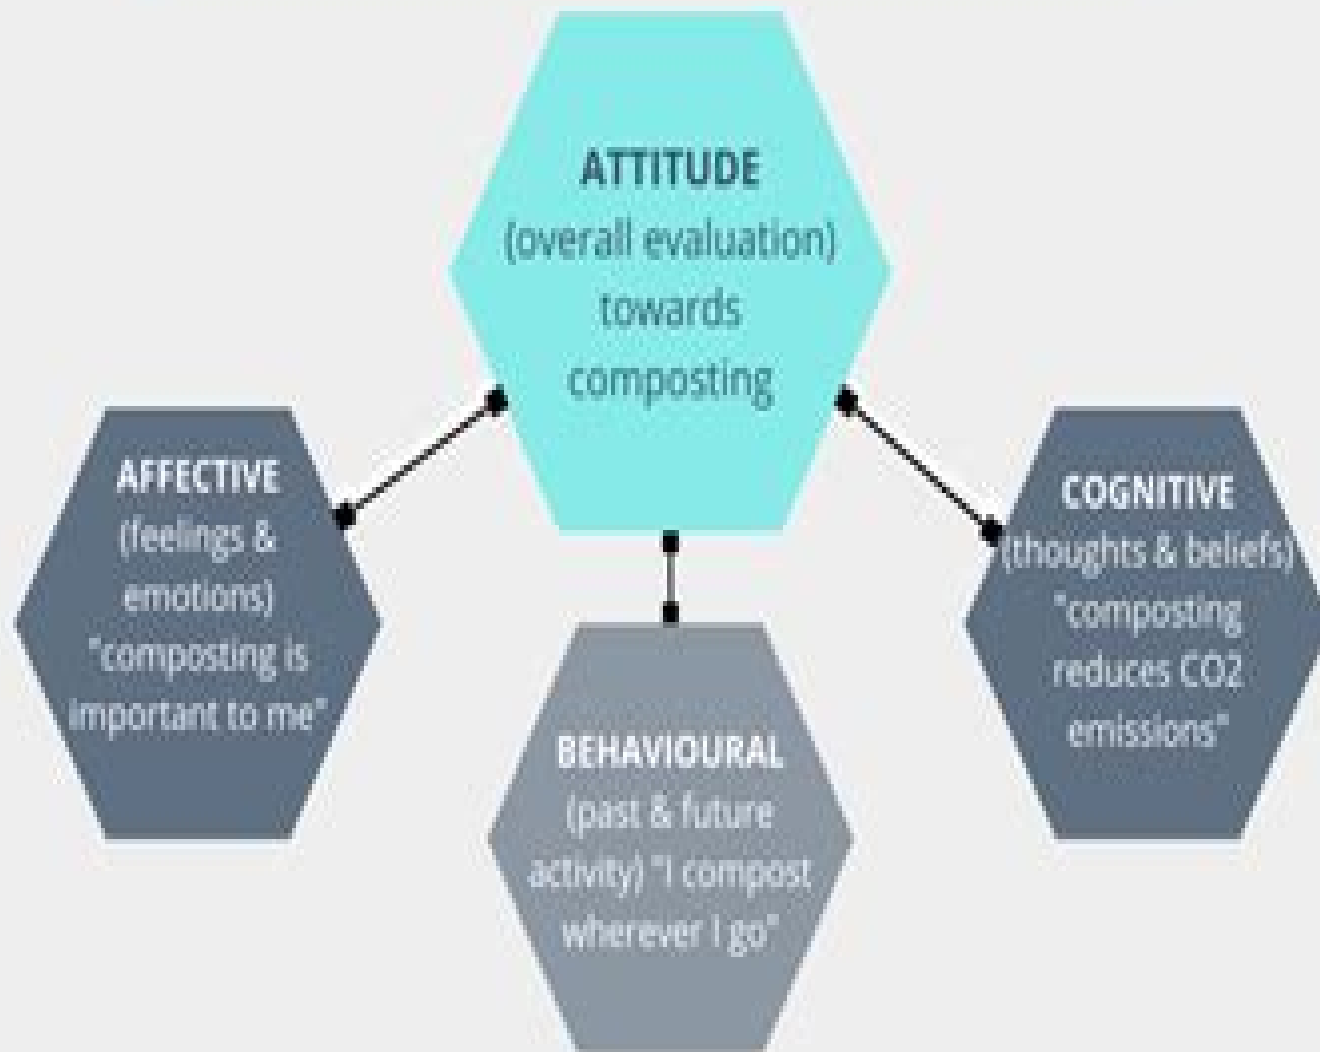 ATTITUDE
(overall evaluation)
towards
composting
AFFECTIVE
(feelings &
emotions)
"composting is
important to me"
BEHAVIOURAL
(past & future
activity) "I compost
wherever I go"
COGNITIVE
(thoughts & beliefs)
"composting
reduces CO2
emissions"